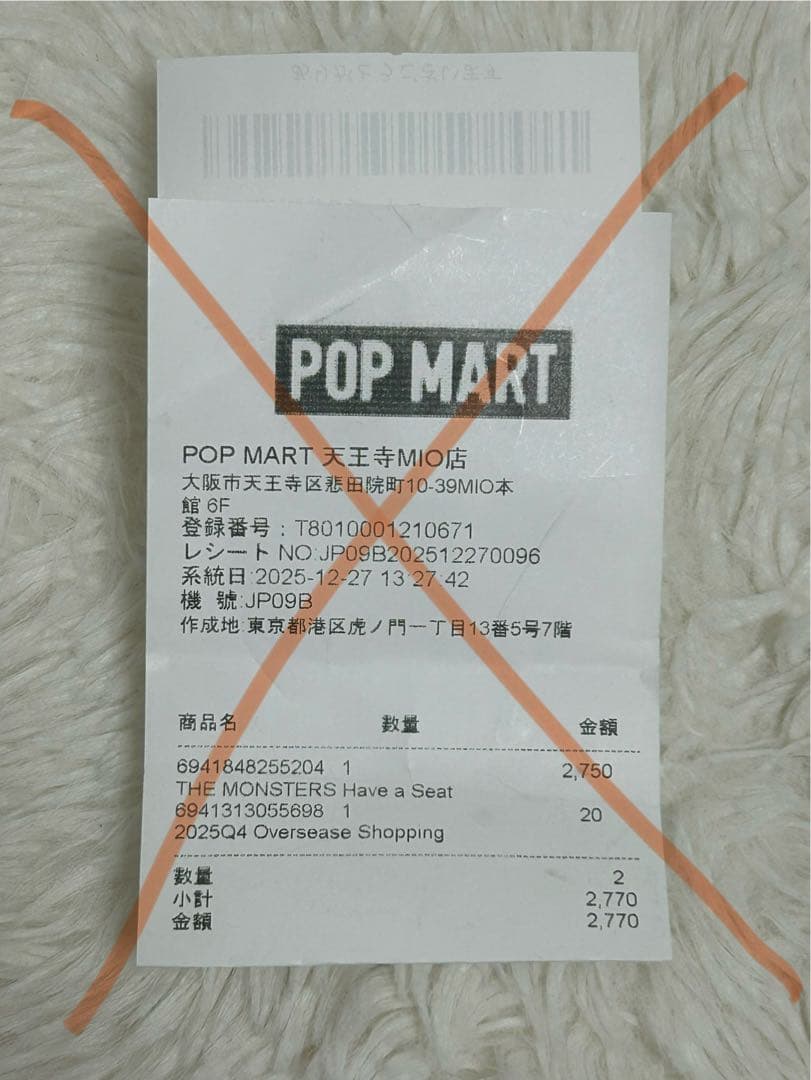 POP MART
POP MART 天王寺MIO店
大阪市天王寺区悲田院町10-39MIO本
館 6F
登録番号 : T8010001210671
レシート NO:JP09B202512270096
系統日:2025-12-27 13:27:42
機 號:JP09B
作成地:東京都港区虎ノ門一丁目13番5号7階
商品名 数量 金額
6941848255204 1 2,750
THE MONSTERS Have a Seat
6941313055698 1 20
2025Q4 Oversease Shopping
数量 2
小計 2,770
金額 2,770